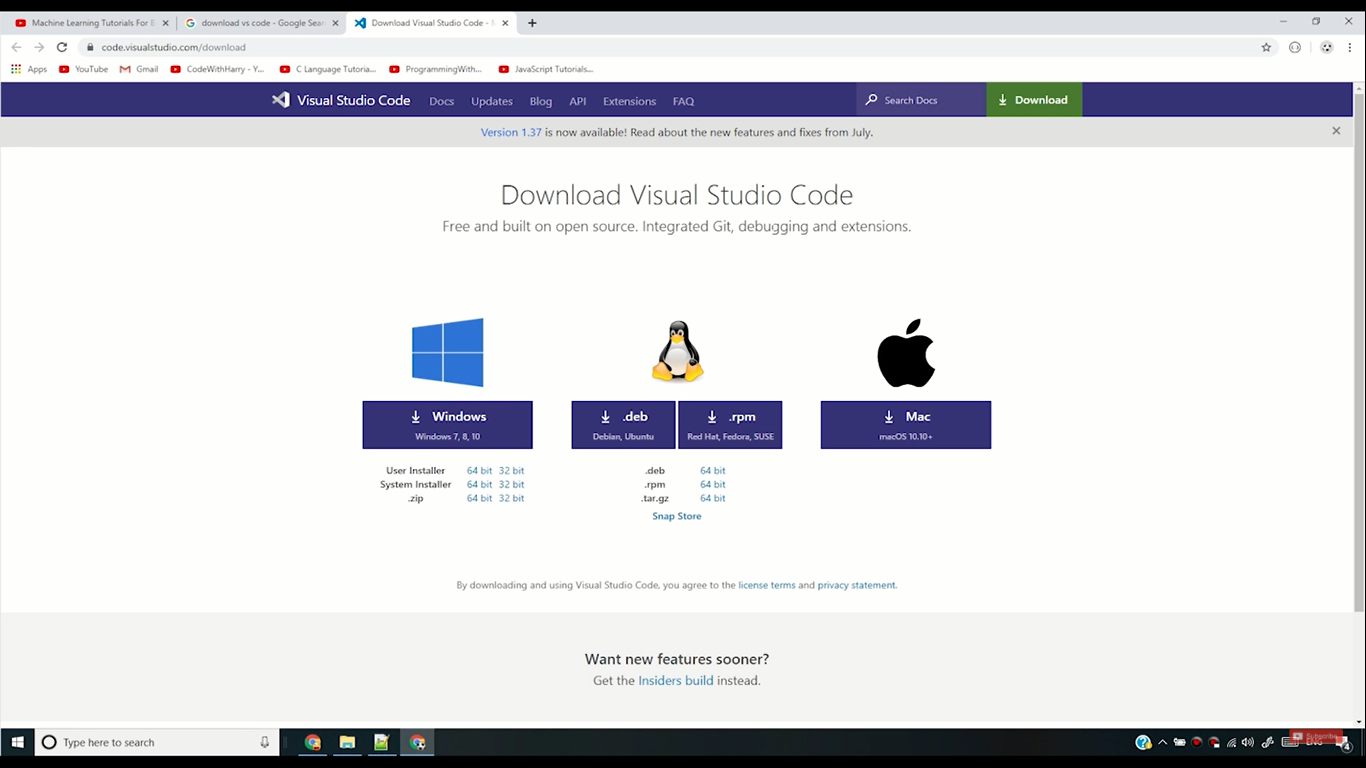 Machine Learning Tutorials For B
download vs code - Google Sear
Download Visual Studio Code - M
code.visualstudio.com/download
Apps YouTube Gmail CodeWithHarry - Y... C Language Tutoria... ProgrammingWith... JavaScript Tutorials...
Visual Studio Code Docs Updates Blog API Extensions FAQ Search Docs Download
Version 1.37 is now available! Read about the new features and fixes from July.
Download Visual Studio Code
Free and built on open source. Integrated Git, debugging and extensions.
Windows
Windows 7, 8, 10
.deb
Debian, Ubuntu
.rpm
Red Hat, Fedora, SUSE
Mac
macOS 10.10+
User Installer 64 bit 32 bit
System Installer 64 bit 32 bit
.zip 64 bit 32 bit
.deb 64 bit
.rpm 64 bit
.tar.gz 64 bit
Snap Store
By downloading and using Visual Studio Code, you agree to the license terms and privacy statement.
Want new features sooner?
Get the Insiders build instead.
Type here to search
Subscribe
ENG
4